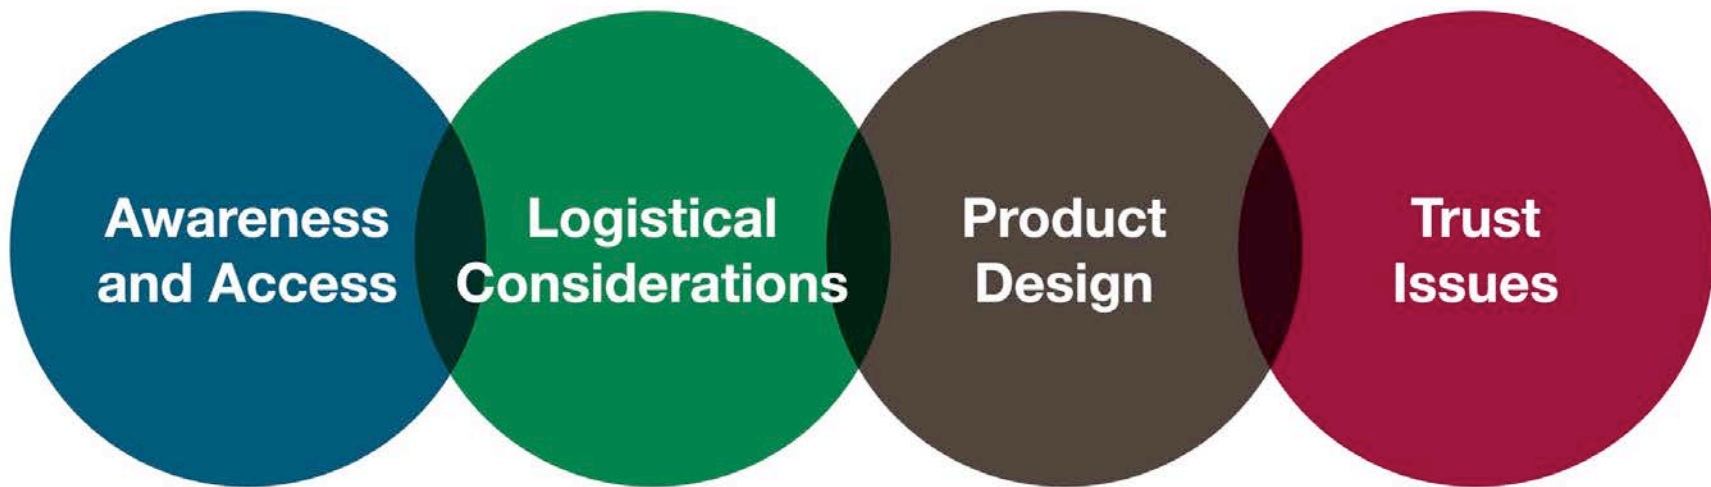 Awareness
and Access
Logistical
Considerations
Product
Design
Trust
Issues